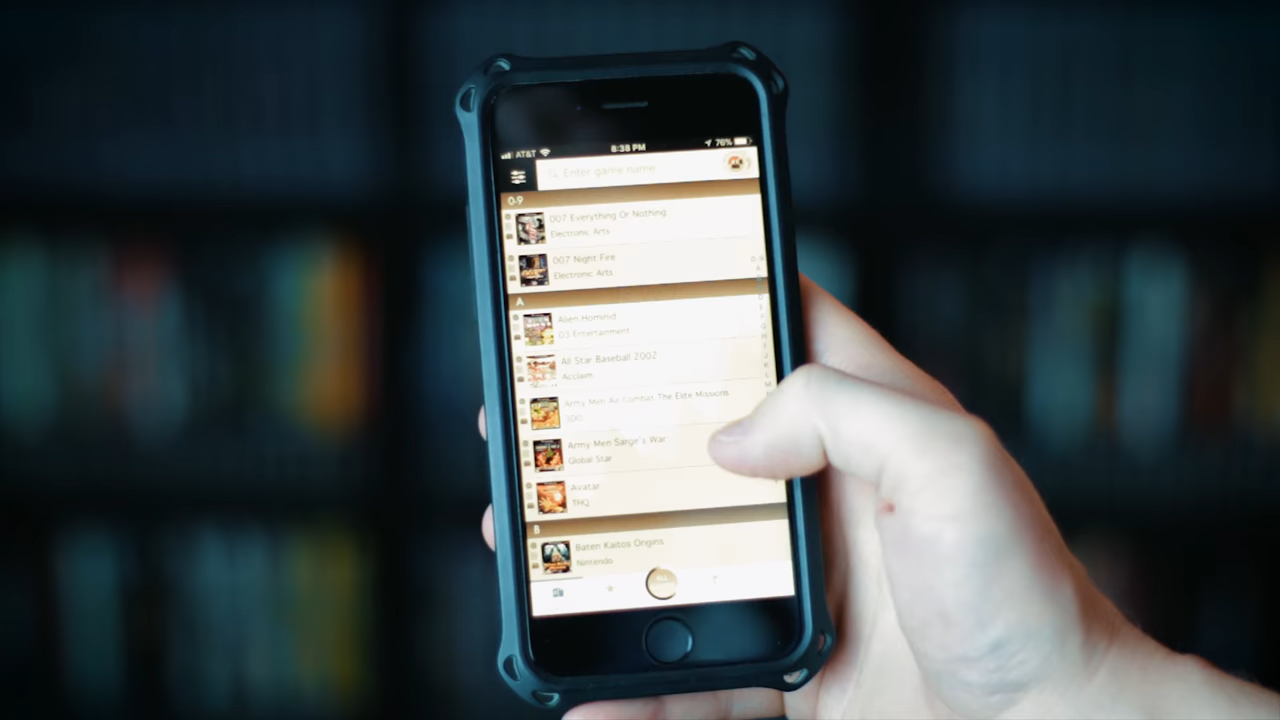 AT&T 8:38 PM 76%
Enter game name
0-9
007 Everything Or Nothing
Electronic Arts
007 Night Fire
Electronic Arts
A
Alien Hominid
O3 Entertainment
All Star Baseball 2002
Acclaim
Army Men Air Combat The Elite Missions
3DO
Army Men Sarge's War
Global Star
Avatar
THQ
B
Baten Kaitos Origins
Nintendo
ALL